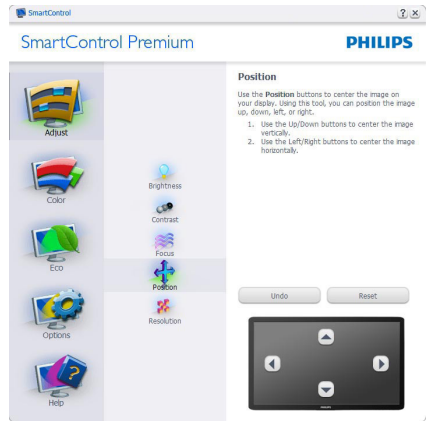 SmartControl
? ×
SmartControl Premium
PHILIPS
Adjust
Color
Eco
Options
Help
Brightness
Contrast
Focus
Position
Resolution
Position
Use the Position buttons to center the image on
your display. Using this tool, you can position the image
up, down, left, or right.
1. Use the Up/Down buttons to center the image
vertically.
2. Use the Left/Right buttons to center the image
horizontally.
Undo
Reset
PHILIPS